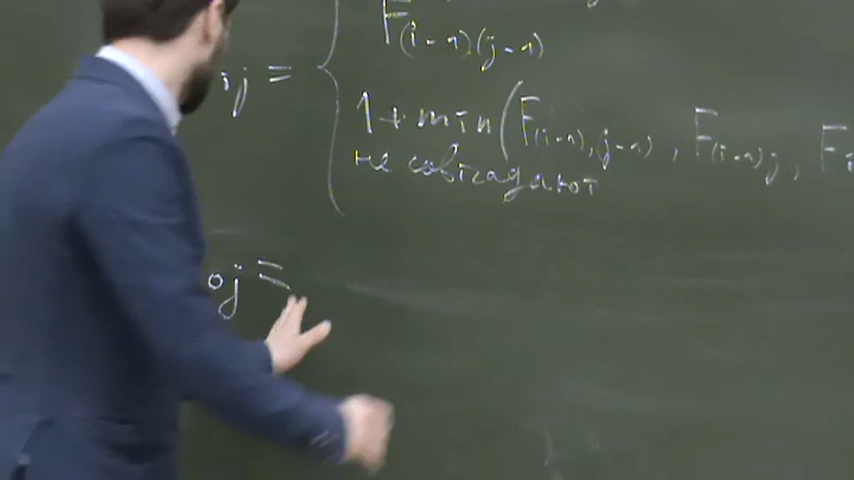 F(i-1)(j-1)
ij = {
1 + min (F(i-1),(j-1), F(i-1)j, F
не совпадают
oj =